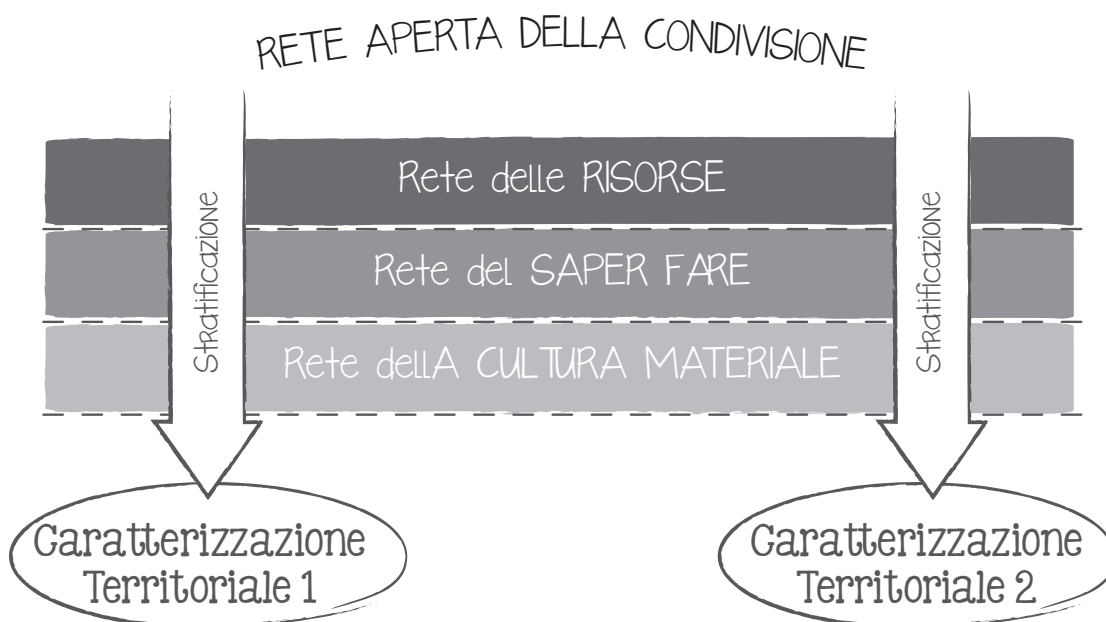 RETE APERTA DELLA CONDIVISIONE
Rete delle RISORSE
Rete del SAPER FARE
Rete dellA CULTURA MATERIALE
Stratificazione
Stratificazione
Caratterizzazione
Territoriale 1
Caratterizzazione
Territoriale 2